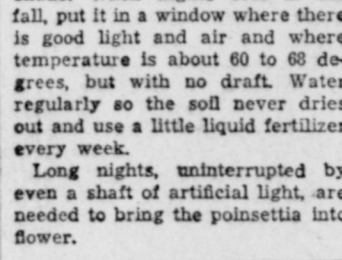 fall, put it in a window where there
is good light and air and where
temperature is about 60 to 68 de-
grees, but with no draft. Water
regularly so the soil never dries
out and use a little liquid fertilizer
every week.
Long nights, uninterrupted by
even a shaft of artificial light, are
needed to bring the poinsettia into
flower.